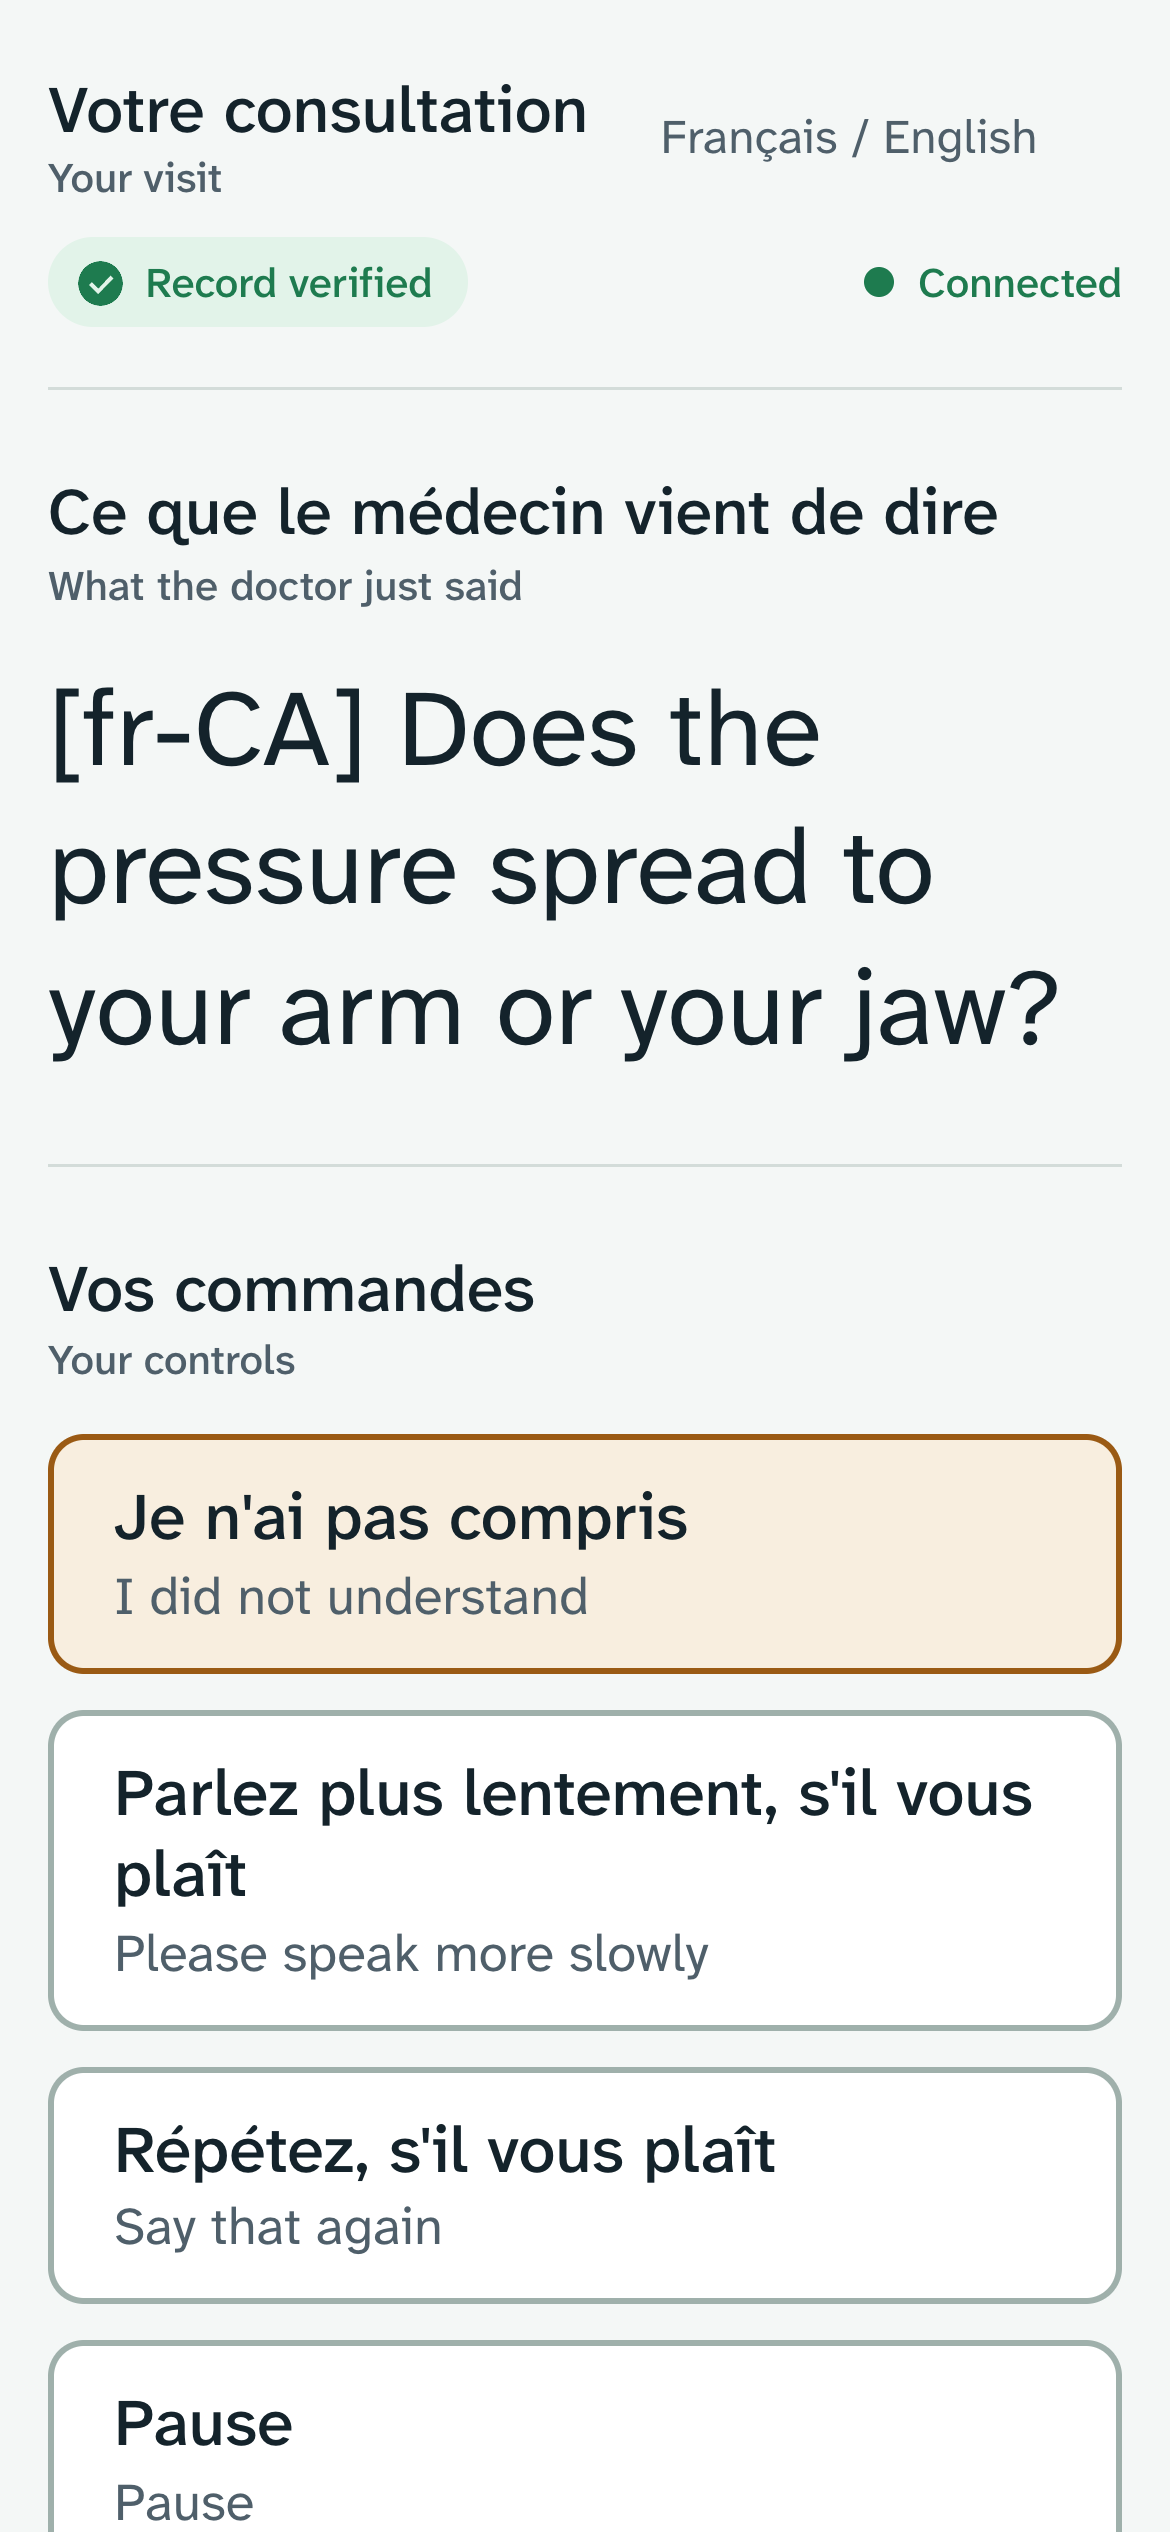 Votre consultation
Your visit
Français / English
Record verified
Connected
Ce que le médecin vient de dire
What the doctor just said
[fr-CA] Does the
pressure spread to
your arm or your jaw?
Vos commandes
Your controls
Je n'ai pas compris
I did not understand
Parlez plus lentement, s'il vous
plaît
Please speak more slowly
Répétez, s'il vous plaît
Say that again
Pause
Pause